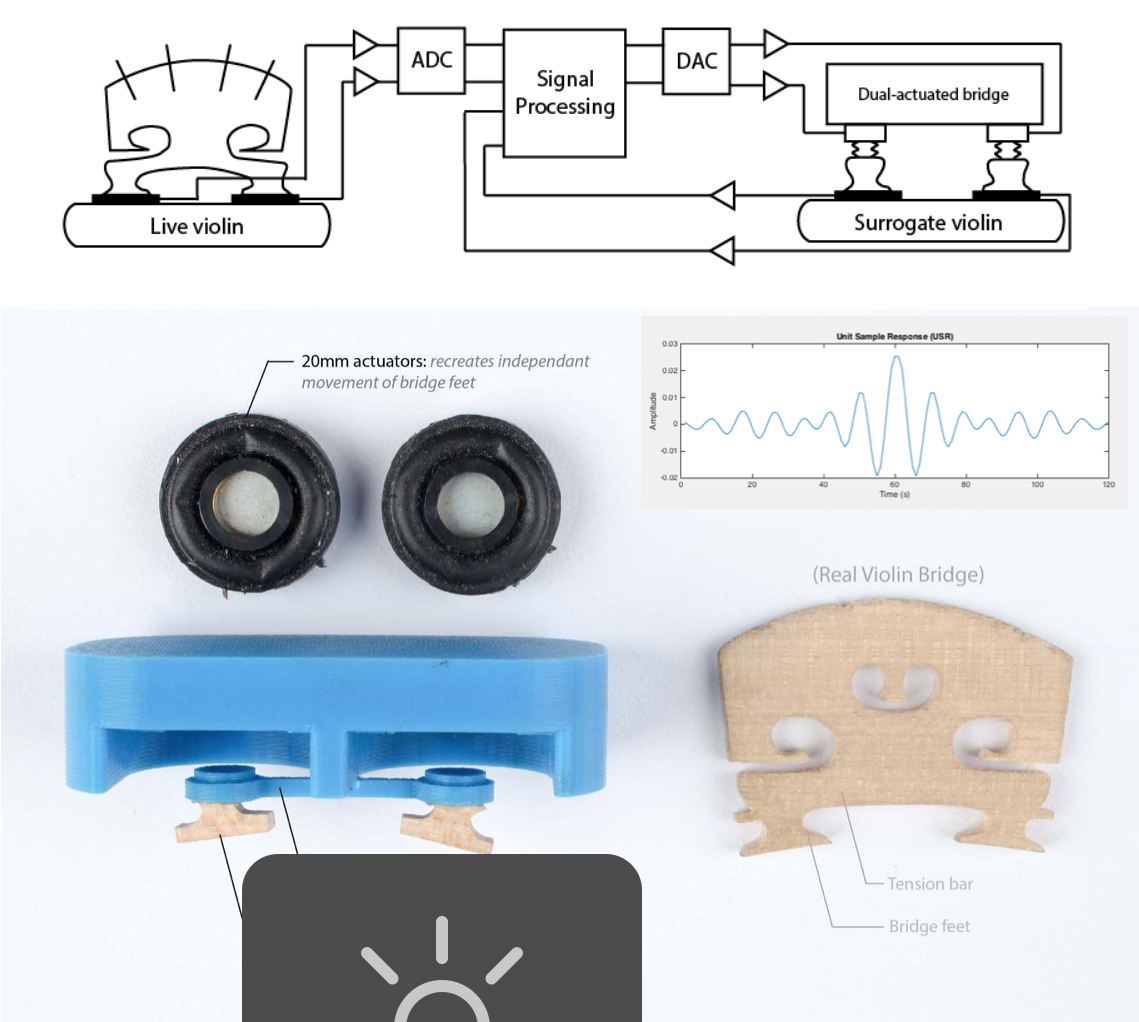 ADC
Signal
Processing
DAC
Dual-actuated bridge
Live violin
Surrogate violin
20mm actuators: recreates independant
movement of bridge feet
Unit Sample Response (USR)
Amplitude
0.03
0.02
0.01
0
-0.01
-0.02
0 20 40 60 80 100 120
Time (s)
(Real Violin Bridge)
Tension bar
Bridge feet